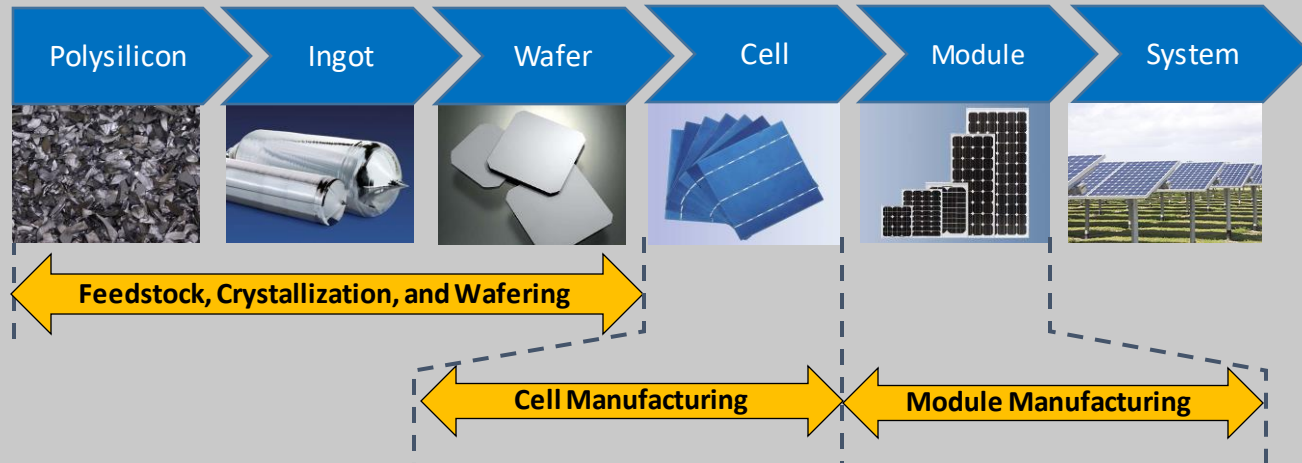 Polysilicon
Ingot
Wafer
Cell
Module
System
Feedstock, Crystallization, and Wafering
Cell Manufacturing
Module Manufacturing